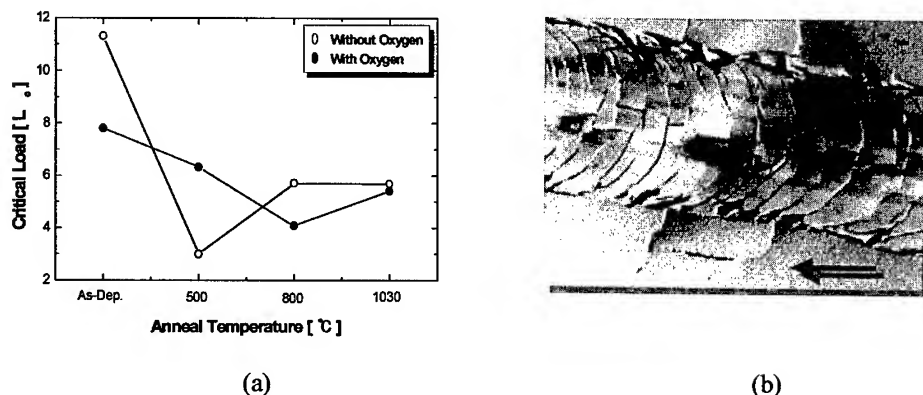 12
10
8
6
4
2
Critical Load [ L c ]
Without Oxygen
With Oxygen
As-Dep. 500 800 1030
Anneal Temperature [ ℃ ]
(a) (b)